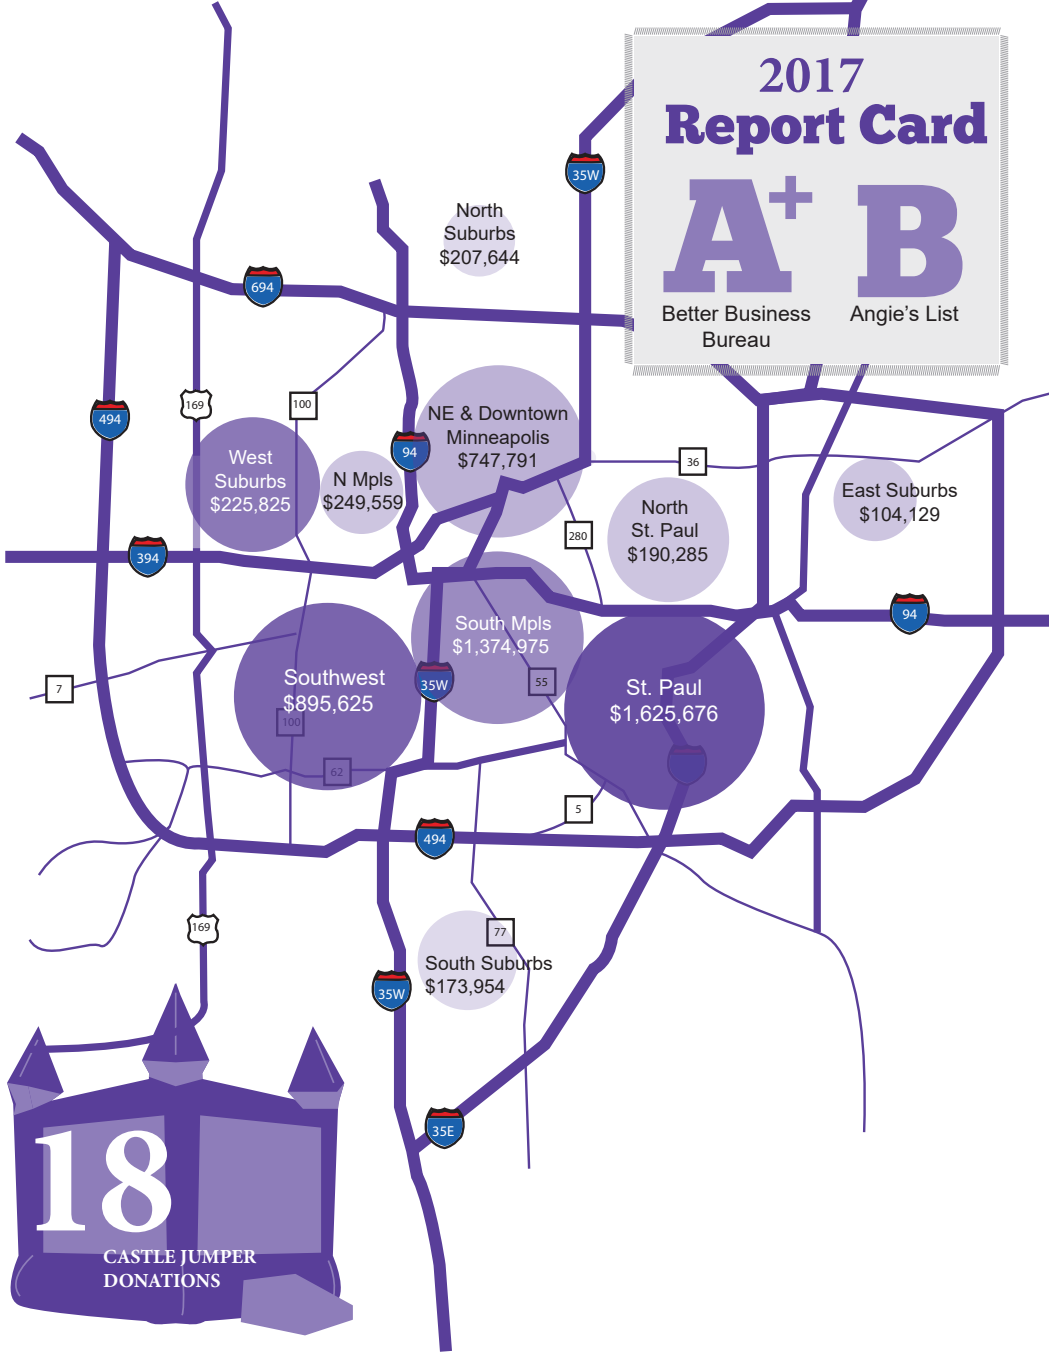 2017
Report Card
A+
B
Better Business
Bureau
Angie's List
35W
North
Suburbs
$207,644
694
169
100
494
NE & Downtown
Minneapolis
$747,791
94
36
West
Suburbs
$225,825
N Mpls
$249,559
280
North
St. Paul
$190,285
East Suburbs
$104,129
394
94
South Mpls
$1,374,975
7
Southwest
$895,625
35W
55
St. Paul
$1,625,676
100
62
5
494
169
77
South Suburbs
$173,954
35W
35E
18
CASTLE JUMPER
DONATIONS